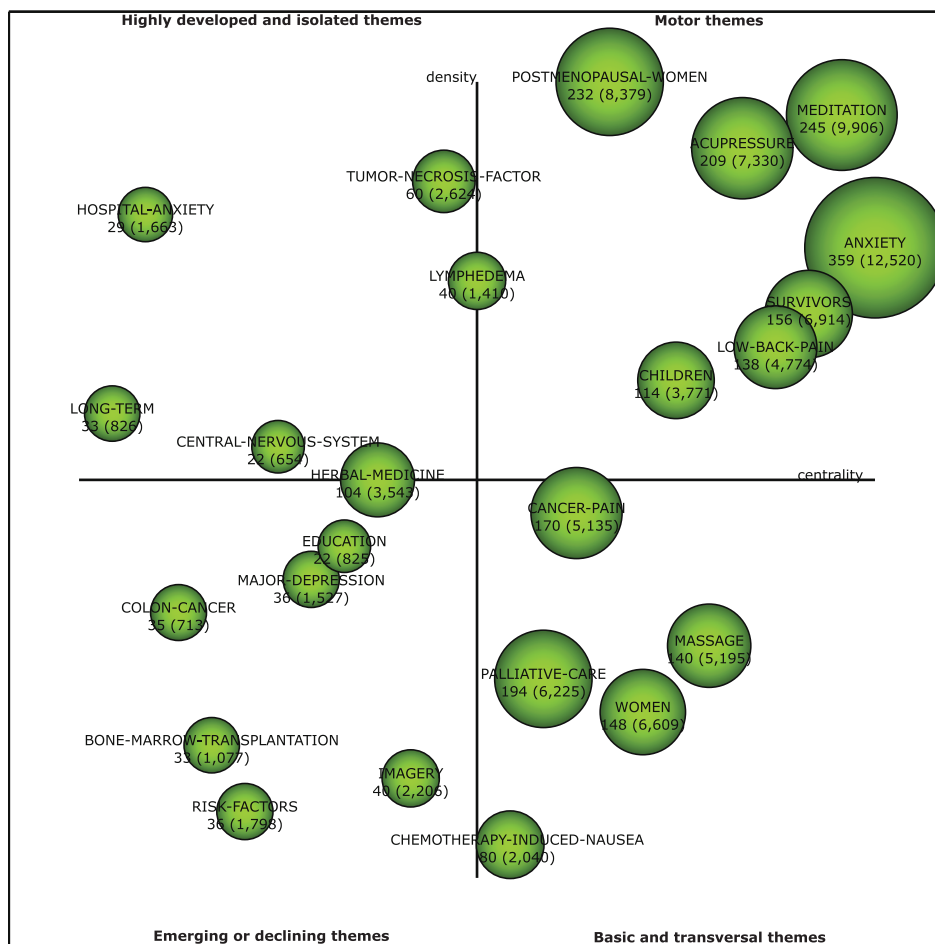 Highly developed and isolated themes
Motor themes
density
POSTMENOPAUSAL-WOMEN
232 (8,379)
MEDITATION
245 (9,906)
ACUPRESSURE
209 (7,330)
TUMOR-NECROSIS-FACTOR
60 (2,624)
HOSPITAL-ANXIETY
29 (1,663)
ANXIETY
359 (12,520)
LYMPHEDEMA
40 (1,410)
SURVIVORS
156 (6,914)
LOW-BACK-PAIN
138 (4,774)
CHILDREN
114 (3,771)
LONG-TERM
33 (826)
CENTRAL-NERVOUS-SYSTEM
22 (654)
HERBAL-MEDICINE
104 (3,543)
centrality
CANCER-PAIN
170 (5,135)
EDUCATION
22 (825)
MAJOR-DEPRESSION
36 (1,527)
COLON-CANCER
35 (713)
MASSAGE
140 (5,195)
PALLIATIVE-CARE
194 (6,225)
WOMEN
148 (6,609)
BONE-MARROW-TRANSPLANTATION
33 (1,077)
IMAGERY
40 (2,206)
RISK-FACTORS
36 (1,798)
CHEMOTHERAPY-INDUCED-NAUSEA
80 (2,040)
Emerging or declining themes
Basic and transversal themes